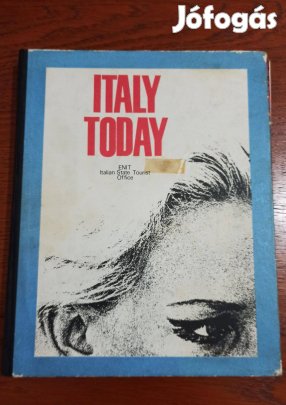 Jófogás
ITALY
TODAY
ENIT
Italian State Tourist
Office